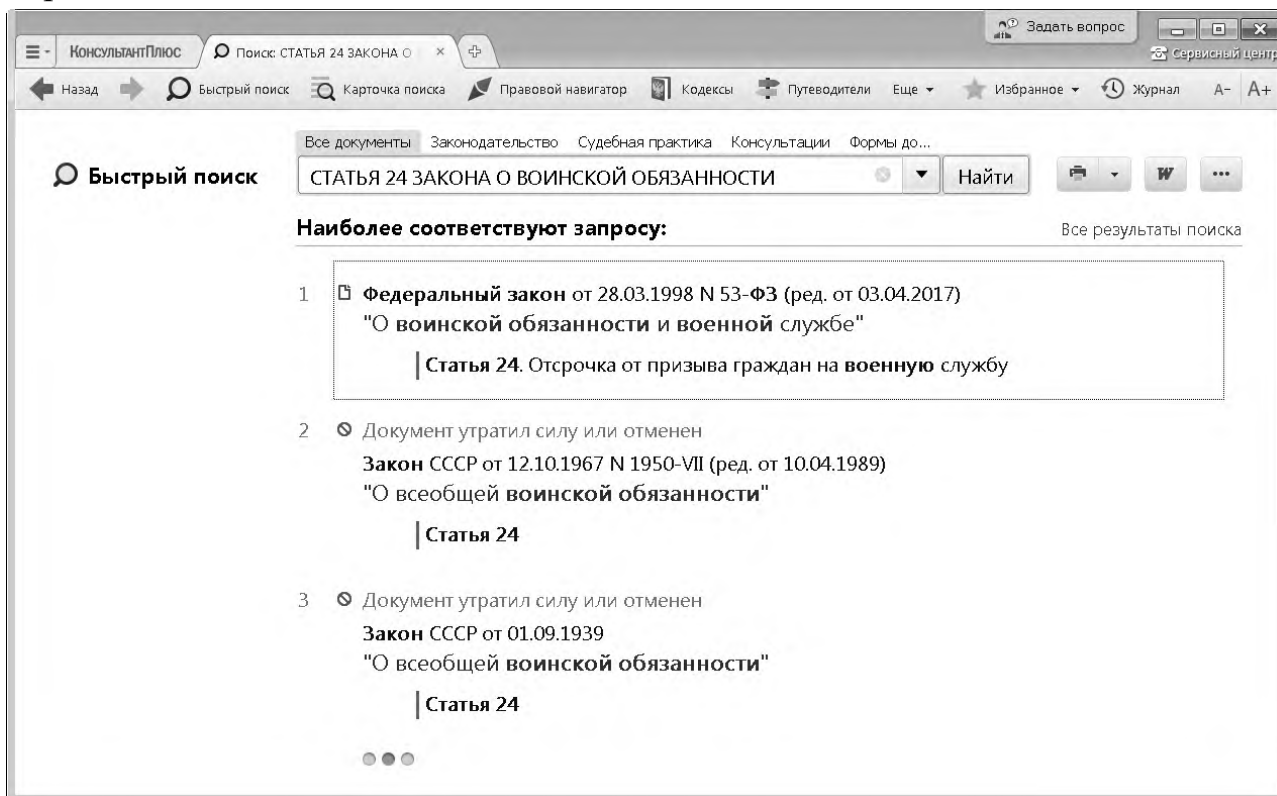 Задать вопрос
КонсультантПлюс Поиск: СТАТЬЯ 24 ЗАКОНА О
Сервисный центр
Назад Быстрый поиск Карточка поиска Правовой навигатор Кодексы Путеводители Еще Избранное Журнал A- A+
Все документы Законодательство Судебная практика Консультации Формы до...
Быстрый поиск СТАТЬЯ 24 ЗАКОНА О ВОИНСКОЙ ОБЯЗАННОСТИ Найти W ...
Наиболее соответствуют запросу: Все результаты поиска
1 Федеральный закон от 28.03.1998 N 53-ФЗ (ред. от 03.04.2017)
"О воинской обязанности и военной службе"
Статья 24. Отсрочка от призыва граждан на военную службу
2 Документ утратил силу или отменен
Закон СССР от 12.10.1967 N 1950-VII (ред. от 10.04.1989)
"О всеобщей воинской обязанности"
Статья 24
3 Документ утратил силу или отменен
Закон СССР от 01.09.1939
"О всеобщей воинской обязанности"
Статья 24